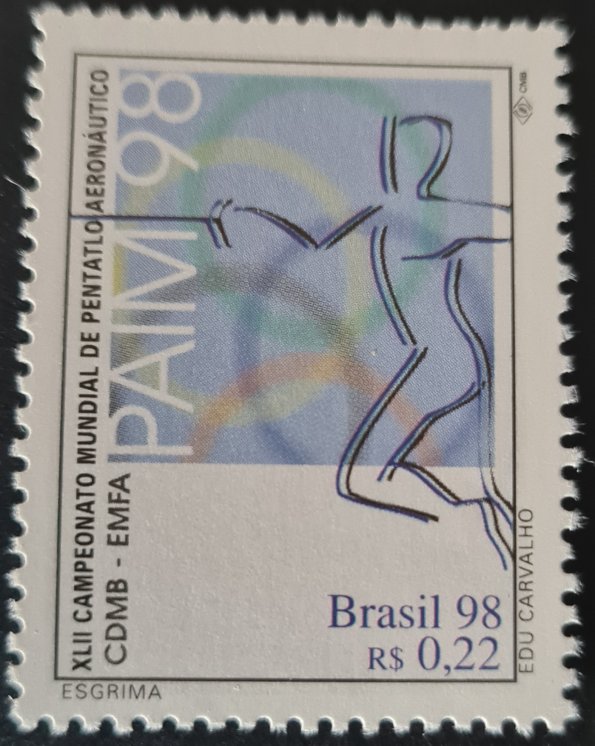 XLII CAMPEONATO MUNDIAL DE PENTATLO AERONÁUTICO
CDMB - EMFA
PAIM 98
CMB
Brasil 98
R$ 0,22
EDU CARVALHO
ESGRIMA